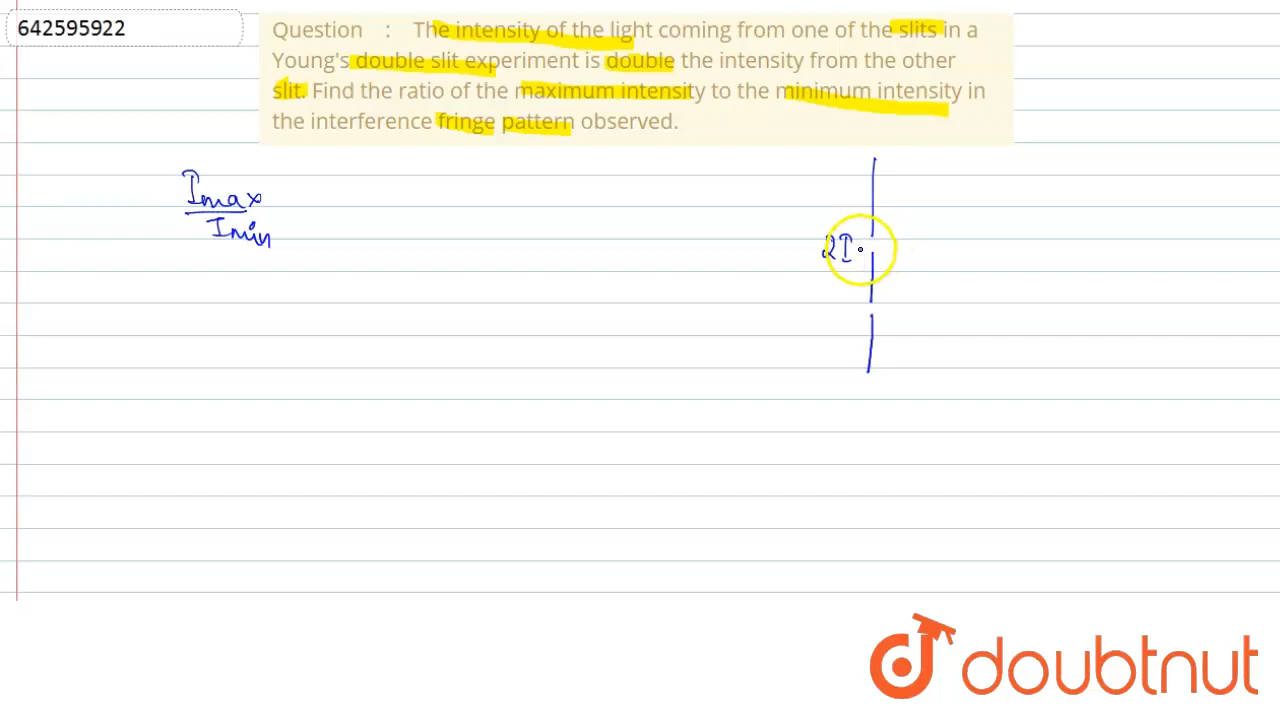 642595922
Question : The intensity of the light coming from one of the slits in a
Young's double slit experiment is double the intensity from the other
slit. Find the ratio of the maximum intensity to the minimum intensity in
the interference fringe pattern observed.
Imax
Imin
2I
doubtnut